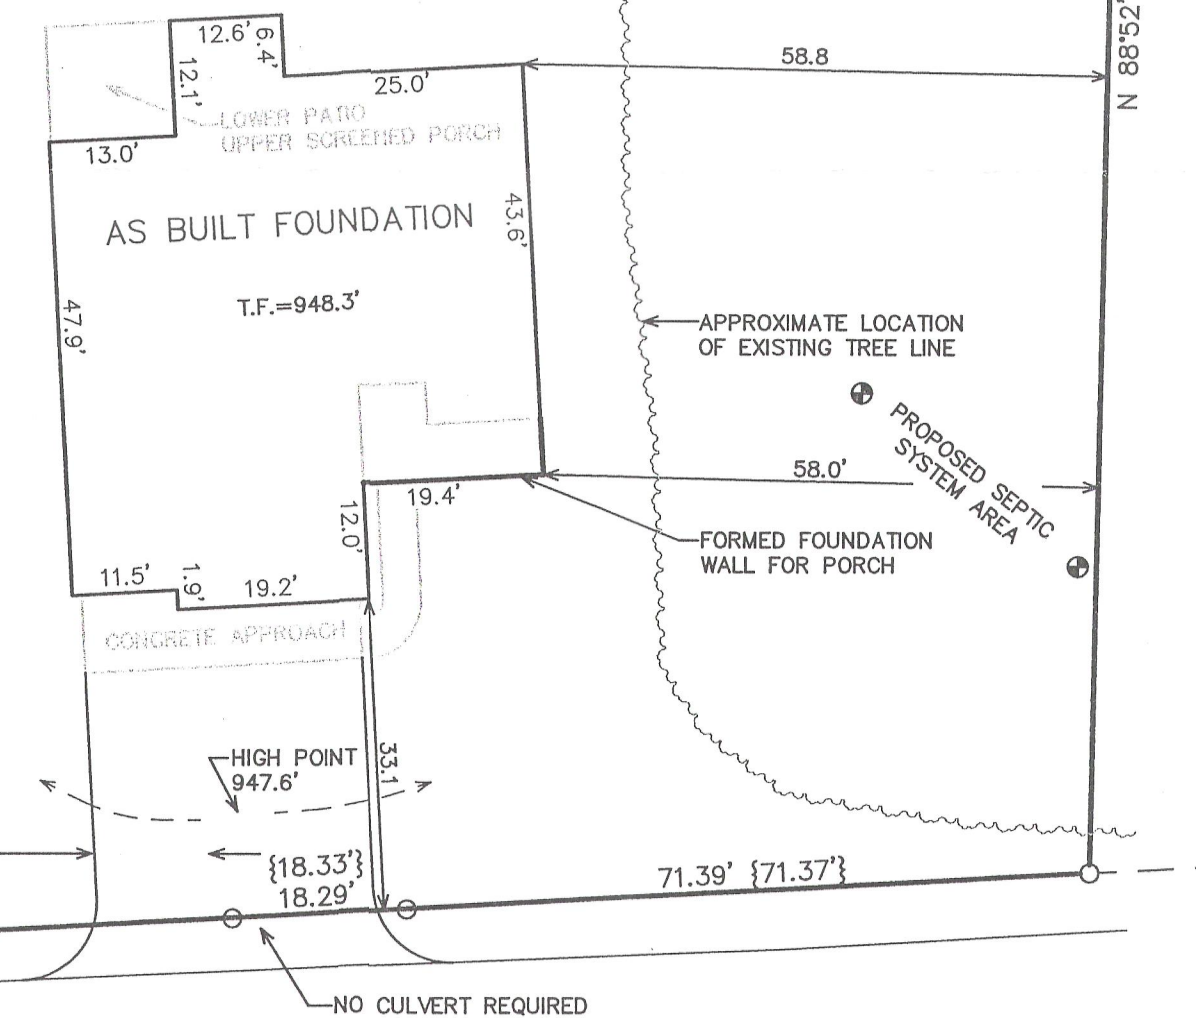 12.6'
6.4'
58.8
N 88°52'
12.1'
25.0'
LOWER PATIO
UPPER SCREENED PORCH
13.0'
43.6'
AS BUILT FOUNDATION
T.F.=948.3'
47.9'
APPROXIMATE LOCATION
OF EXISTING TREE LINE
PROPOSED SEPTIC
SYSTEM AREA
58.0'
19.4'
12.0'
FORMED FOUNDATION
WALL FOR PORCH
11.5'
1.9'
19.2'
CONCRETE APPROACH
HIGH POINT
947.6'
33.1
{18.33'}
18.29'
71.39' {71.37'}
NO CULVERT REQUIRED